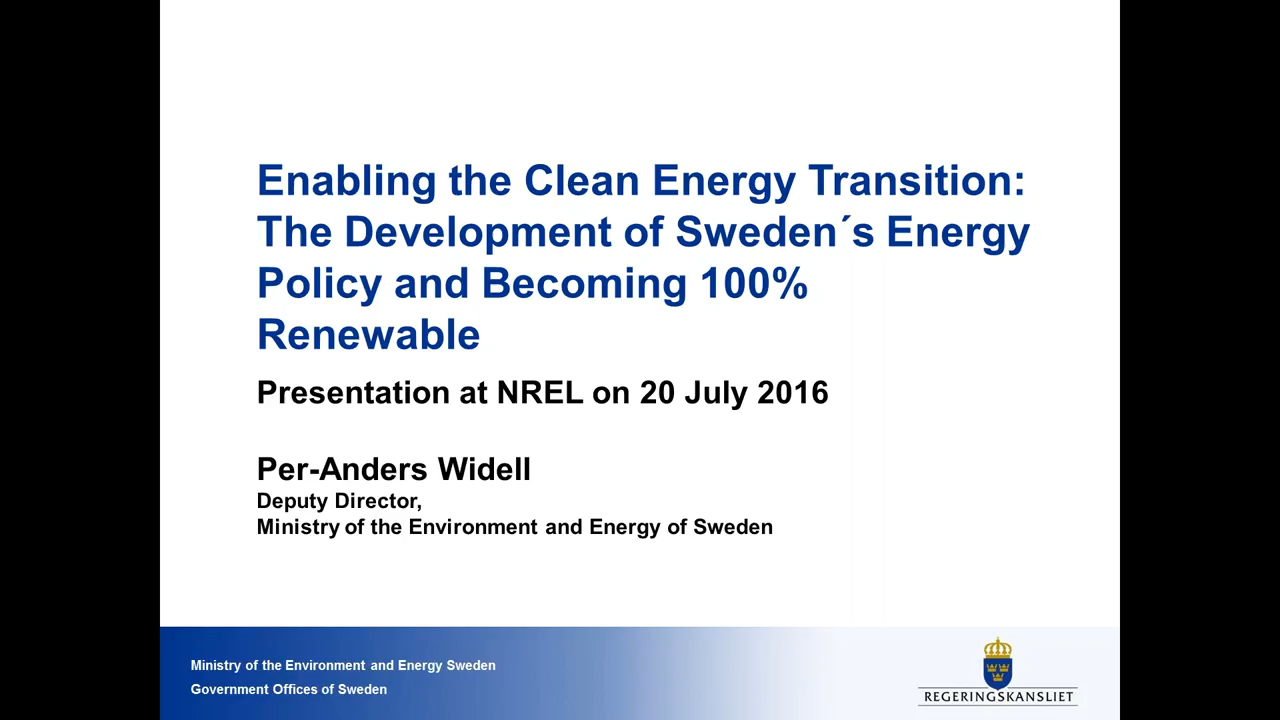 Enabling the Clean Energy Transition:
The Development of Sweden´s Energy
Policy and Becoming 100%
Renewable
Presentation at NREL on 20 July 2016
Per-Anders Widell
Deputy Director,
Ministry of the Environment and Energy of Sweden
Ministry of the Environment and Energy Sweden
Government Offices of Sweden
REGERINGSKANSLIET